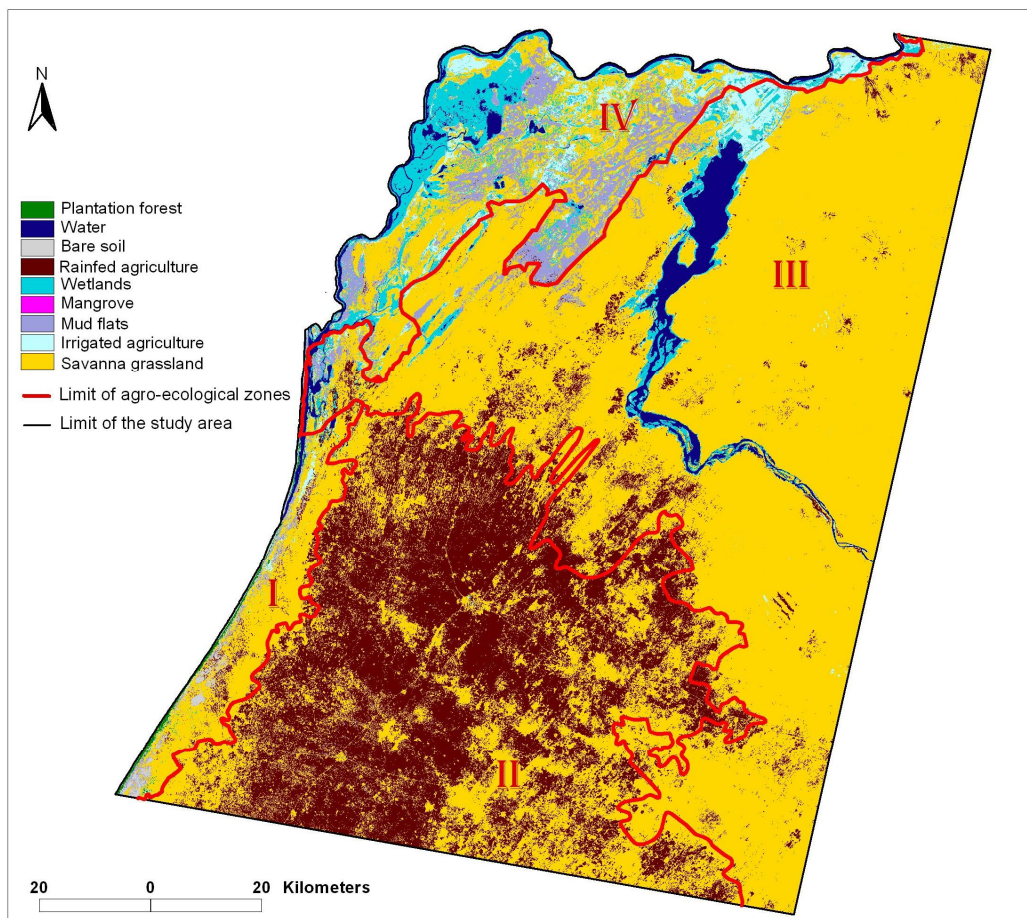 N
IV
III
Plantation forest
Water
Bare soil
Rainfed agriculture
Wetlands
Mangrove
Mud flats
Irrigated agriculture
Savanna grassland
Limit of agro-ecological zones
Limit of the study area
I
II
20 0 20 Kilometers